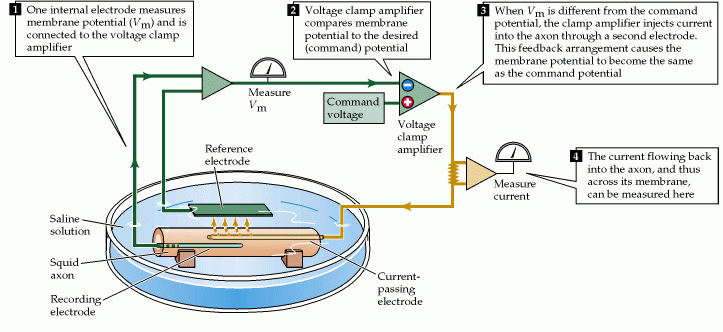 1 One internal electrode measures
membrane potential (Vm) and is
connected to the voltage clamp
amplifier
2 Voltage clamp amplifier
compares membrane
potential to the desired
(command) potential
3 When Vm is different from the command
potential, the clamp amplifier injects current
into the axon through a second electrode.
This feedback arrangement causes the
membrane potential to become the same
as the command potential
Measure
Vm
Command
voltage
−
+
Voltage
clamp
amplifier
Reference
electrode
4 The current flowing back
into the axon, and thus
across its membrane,
can be measured here
Measure
current
Saline
solution
Squid
axon
Recording
electrode
Current-
passing
electrode